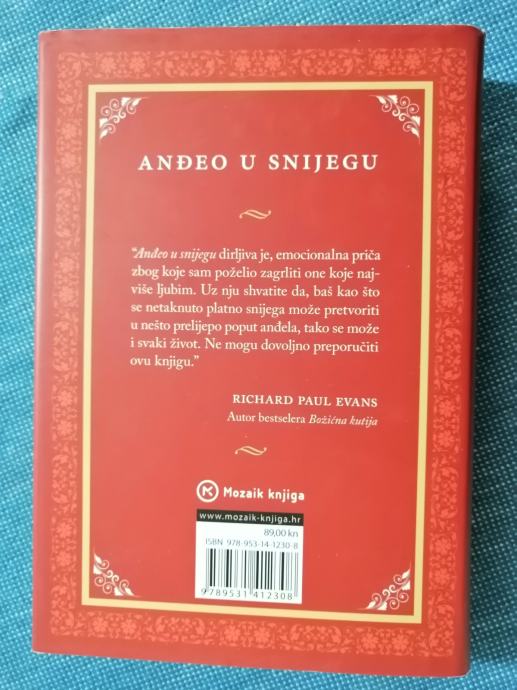 ANĐEO U SNIJEGU
“Anđeo u snijegu dirljiva je, emocionalna priča
zbog koje sam poželio zagrliti one koje naj-
više ljubim. Uz nju shvatite da, baš kao što
se netaknuto platno snijega može pretvoriti
u nešto prelijepo poput anđela, tako se može
i svaki život. Ne mogu dovoljno preporučiti
ovu knjigu.”
RICHARD PAUL EVANS
Autor bestselera Božićna kutija
Mozaik knjiga
www.mozaik-knjiga.hr
89,00 kn
ISBN 978-953-14-1230-8
9789531412308